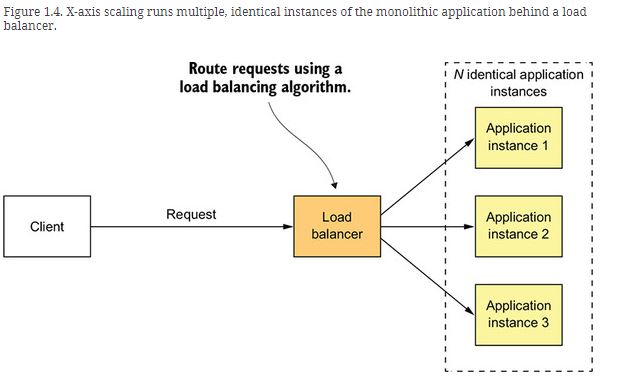 Figure 1.4. X-axis scaling runs multiple, identical instances of the monolithic application behind a load
balancer.
Route requests using a
load balancing algorithm.
N identical application
instances
Application
instance 1
Client
Request
Load
balancer
Application
instance 2
Application
instance 3